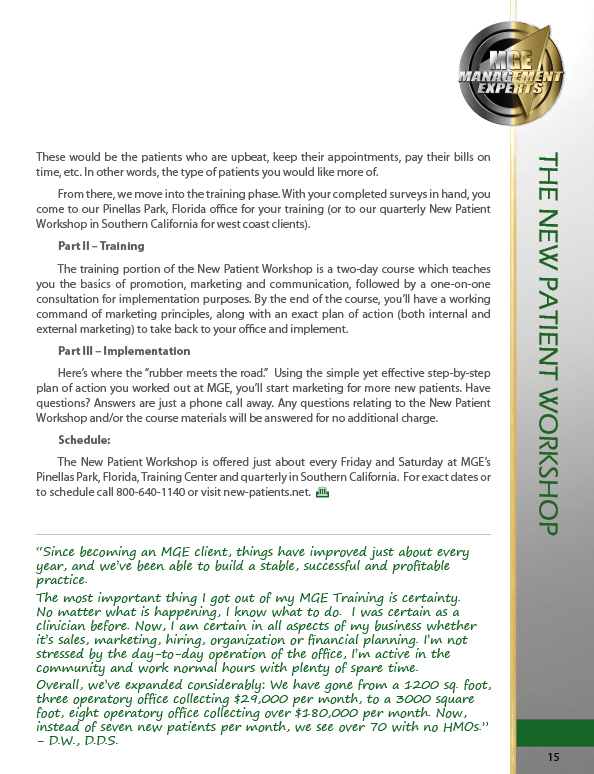 MGE
MANAGEMENT
EXPERTS
These would be the patients who are upbeat, keep their appointments, pay their bills on
time, etc. In other words, the type of patients you would like more of.
From there, we move into the training phase. With your completed surveys in hand, you
come to our Pinellas Park, Florida office for your training (or to our quarterly New Patient
Workshop in Southern California for west coast clients).
Part II – Training
The training portion of the New Patient Workshop is a two-day course which teaches
you the basics of promotion, marketing and communication, followed by a one-on-one
consultation for implementation purposes. By the end of the course, you’ll have a working
command of marketing principles, along with an exact plan of action (both internal and
external marketing) to take back to your office and implement.
Part III – Implementation
Here’s where the “rubber meets the road.” Using the simple yet effective step-by-step
plan of action you worked out at MGE, you’ll start marketing for more new patients. Have
questions? Answers are just a phone call away. Any questions relating to the New Patient
Workshop and/or the course materials will be answered for no additional charge.
Schedule:
The New Patient Workshop is offered just about every Friday and Saturday at MGE’s
Pinellas Park, Florida, Training Center and quarterly in Southern California. For exact dates or
to schedule call 800-640-1140 or visit new-patients.net.
“Since becoming an MGE client, things have improved just about every
year, and we’ve been able to build a stable, successful and profitable
practice.
The most important thing I got out of my MGE Training is certainty.
No matter what is happening, I know what to do. I was certain as a
clinician before. Now, I am certain in all aspects of my business whether
it’s sales, marketing, hiring, organization or financial planning. I’m not
stressed by the day-to-day operation of the office, I’m active in the
community and work normal hours with plenty of spare time.
Overall, we’ve expanded considerably: We have gone from a 1200 sq. foot,
three operatory office collecting $29,000 per month, to a 3000 square
foot, eight operatory office collecting over $180,000 per month. Now,
instead of seven new patients per month, we see over 70 with no HMOs.”
– D.W., D.D.S.
THE NEW PATIENT WORKSHOP
15